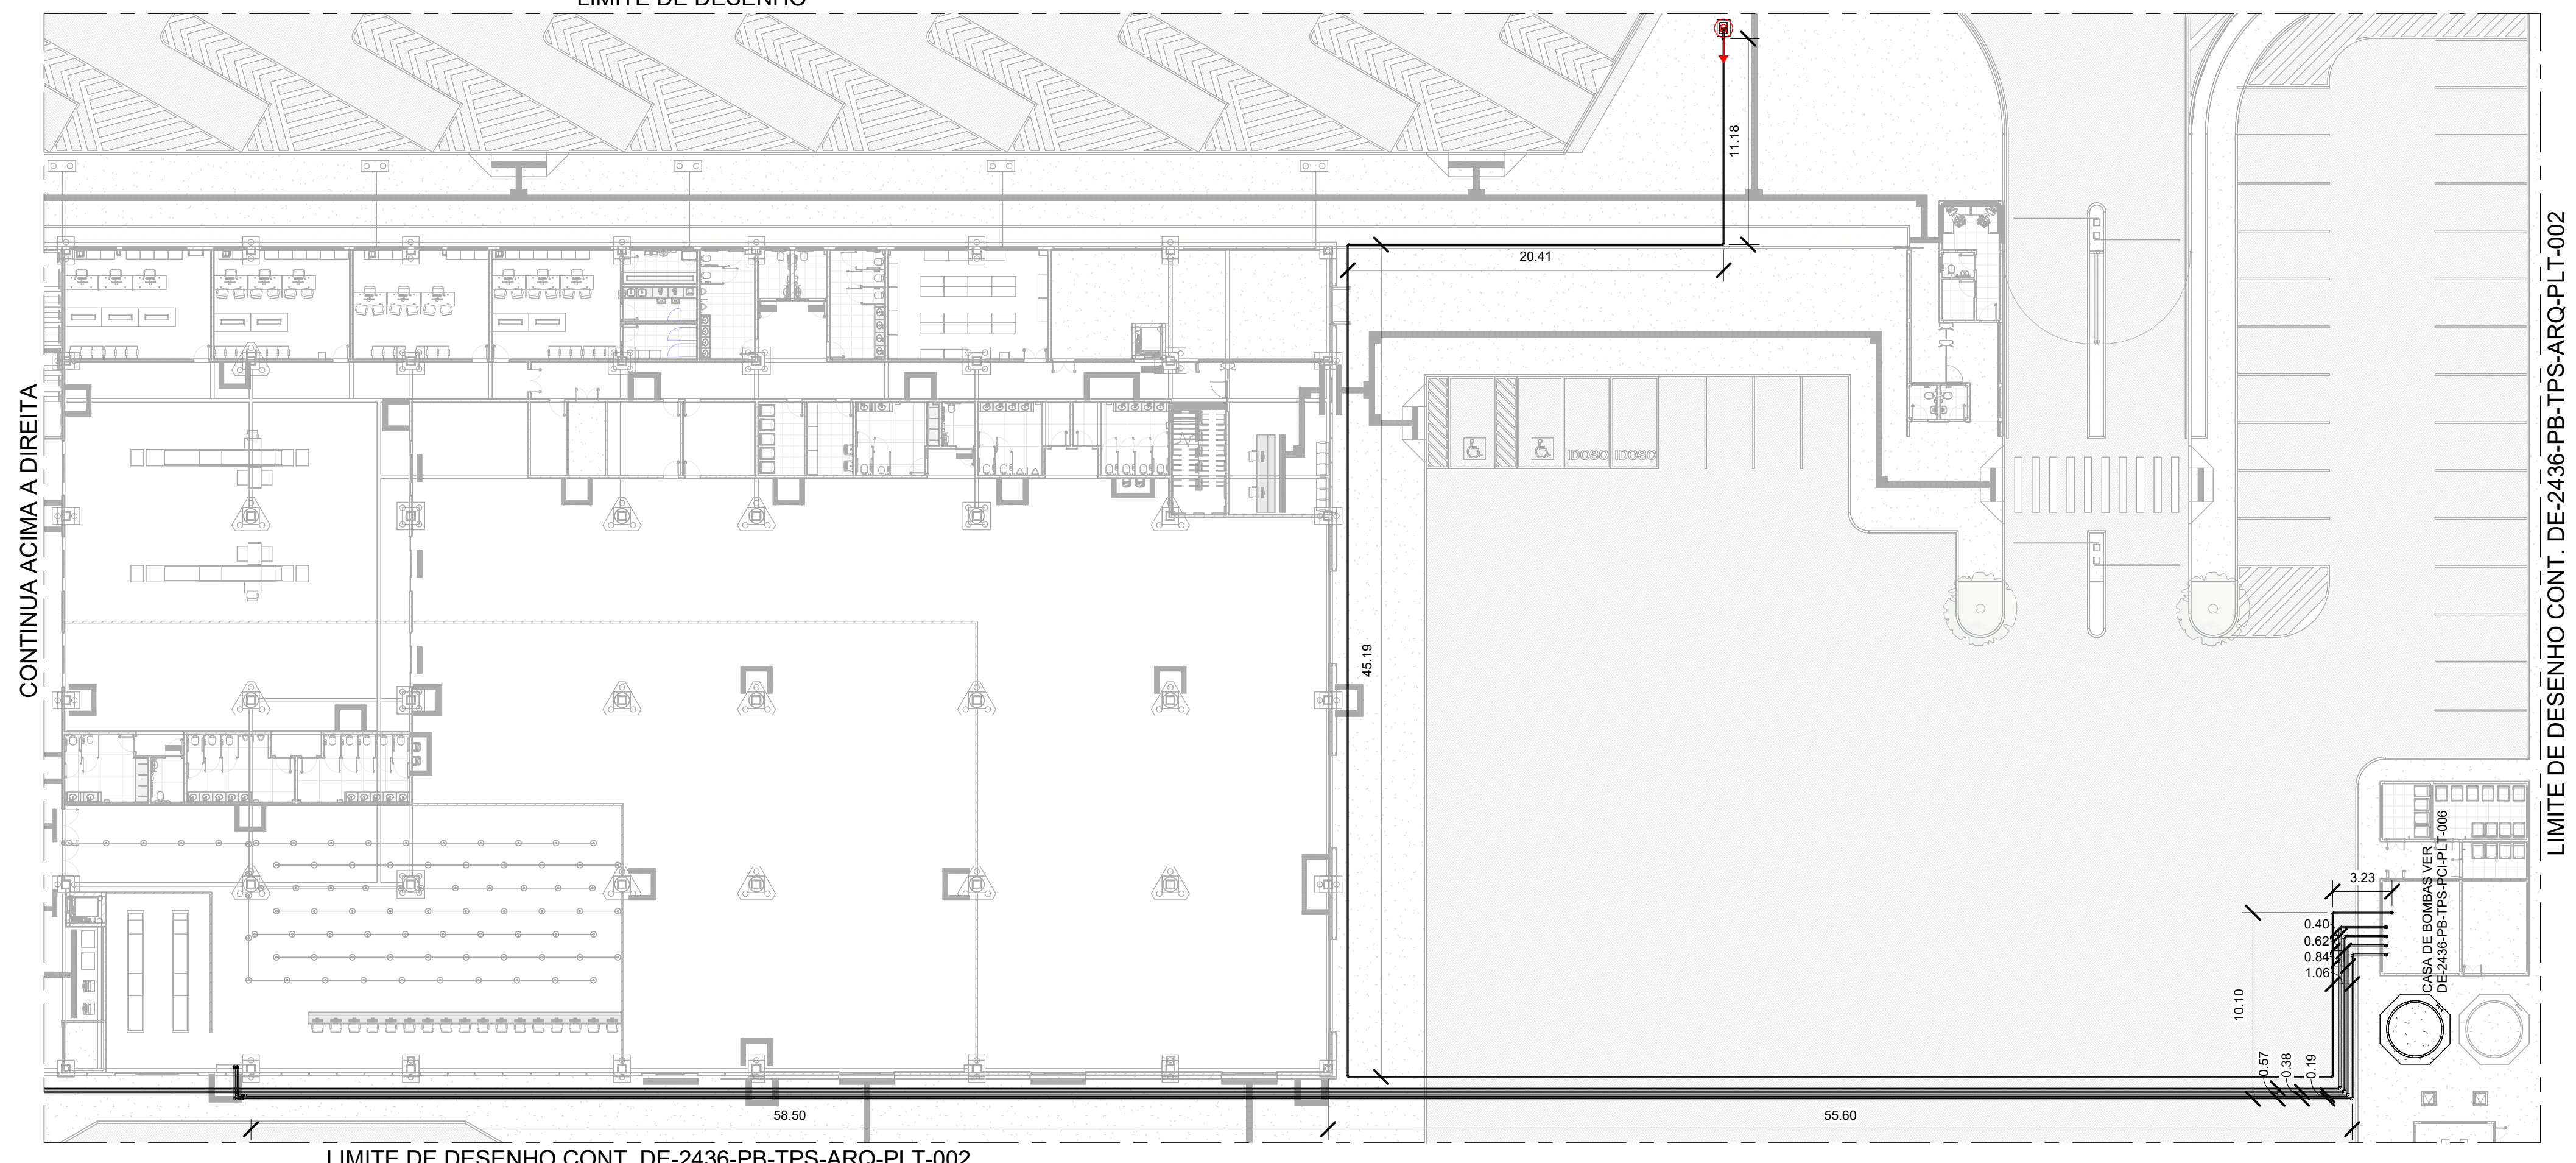 LIMITE DE DESENHO
11.18
20.41
CONTINUA ACIMA A DIREITA
LIMITE DE DESENHO CONT. DE-2436-PB-TPS-ARQ-PLT-002
IDOSO IDOSO
45.19
CASA DE BOMBAS VER
DE-2436-PB-TPS-PCI-PLT-006
3.23
0.40
0.62
0.84
1.06
10.10
0.57
0.38
0.19
58.50
55.60
LIMITE DE DESENHO CONT. DE-2436-PB-TPS-ARQ-PLT-002